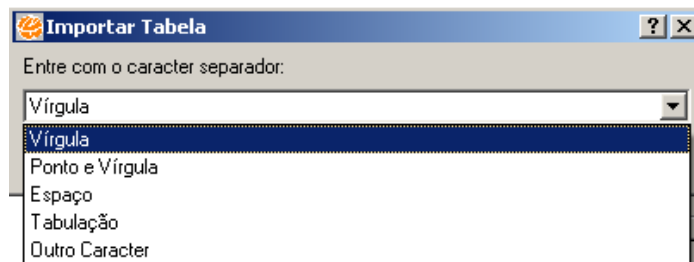 Importar Tabela
Entre com o caracter separador:
Vírgula
Vírgula
Ponto e Vírgula
Espaço
Tabulação
Outro Caracter